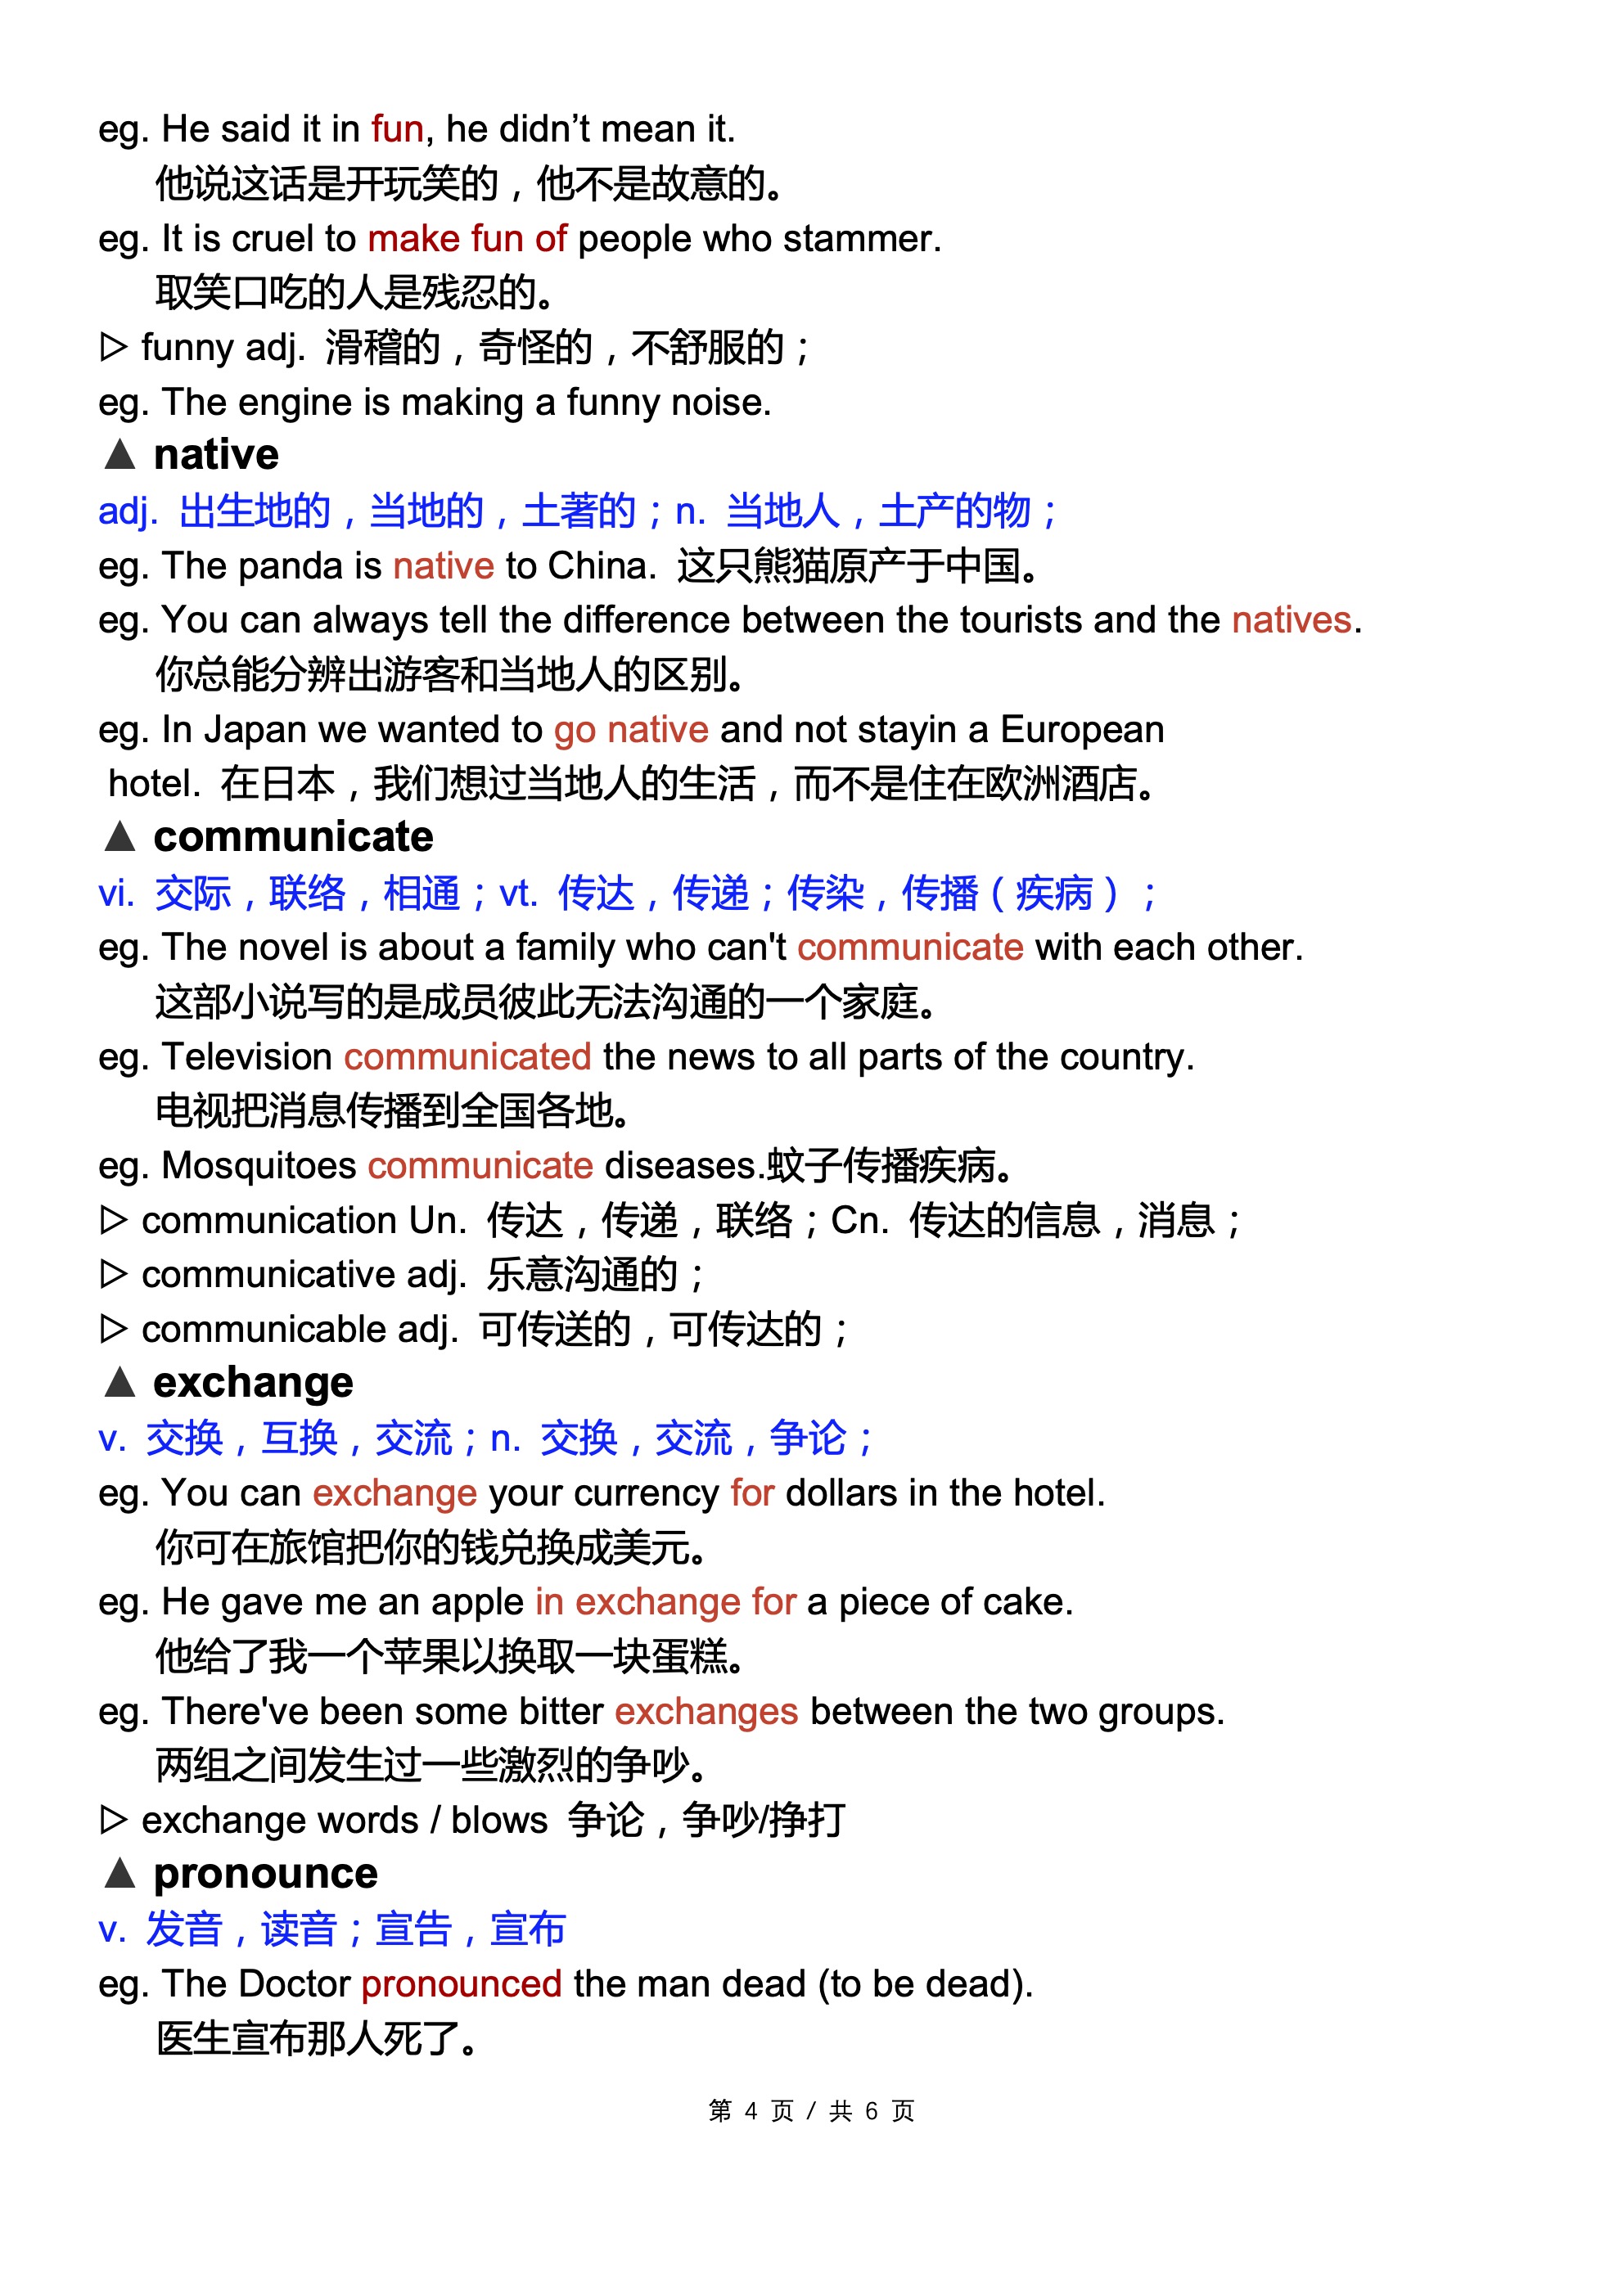 eg. He said it in fun, he didn’t mean it.
他说这话是开玩笑的，他不是故意的。
eg. It is cruel to make fun of people who stammer.
取笑口吃的人是残忍的。
▷ funny adj. 滑稽的，奇怪的，不舒服的；
eg. The engine is making a funny noise.
▲ native
adj. 出生地的，当地的，土著的；n. 当地人，土产的物；
eg. The panda is native to China. 这只熊猫原产于中国。
eg. You can always tell the difference between the tourists and the natives.
你总能分辨出游客和当地人的区别。
eg. In Japan we wanted to go native and not stayin a European
hotel. 在日本，我们想过当地人的生活，而不是住在欧洲酒店。
▲ communicate
vi. 交际，联络，相通；vt. 传达，传递；传染，传播（疾病）；
eg. The novel is about a family who can't communicate with each other.
这部小说写的是成员彼此无法沟通的一个家庭。
eg. Television communicated the news to all parts of the country.
电视把消息传播到全国各地。
eg. Mosquitoes communicate diseases.蚊子传播疾病。
▷ communication Un. 传达，传递，联络；Cn. 传达的信息，消息；
▷ communicative adj. 乐意沟通的；
▷ communicable adj. 可传送的，可传达的；
▲ exchange
v. 交换，互换，交流；n. 交换，交流，争论；
eg. You can exchange your currency for dollars in the hotel.
你可在旅馆把你的钱兑换成美元。
eg. He gave me an apple in exchange for a piece of cake.
他给了我一个苹果以换取一块蛋糕。
eg. There've been some bitter exchanges between the two groups.
两组之间发生过一些激烈的争吵。
▷ exchange words / blows 争论，争吵/挣打
▲ pronounce
v. 发音，读音；宣告，宣布
eg. The Doctor pronounced the man dead (to be dead).
医生宣布那人死了。
第 4 页 / 共 6 页